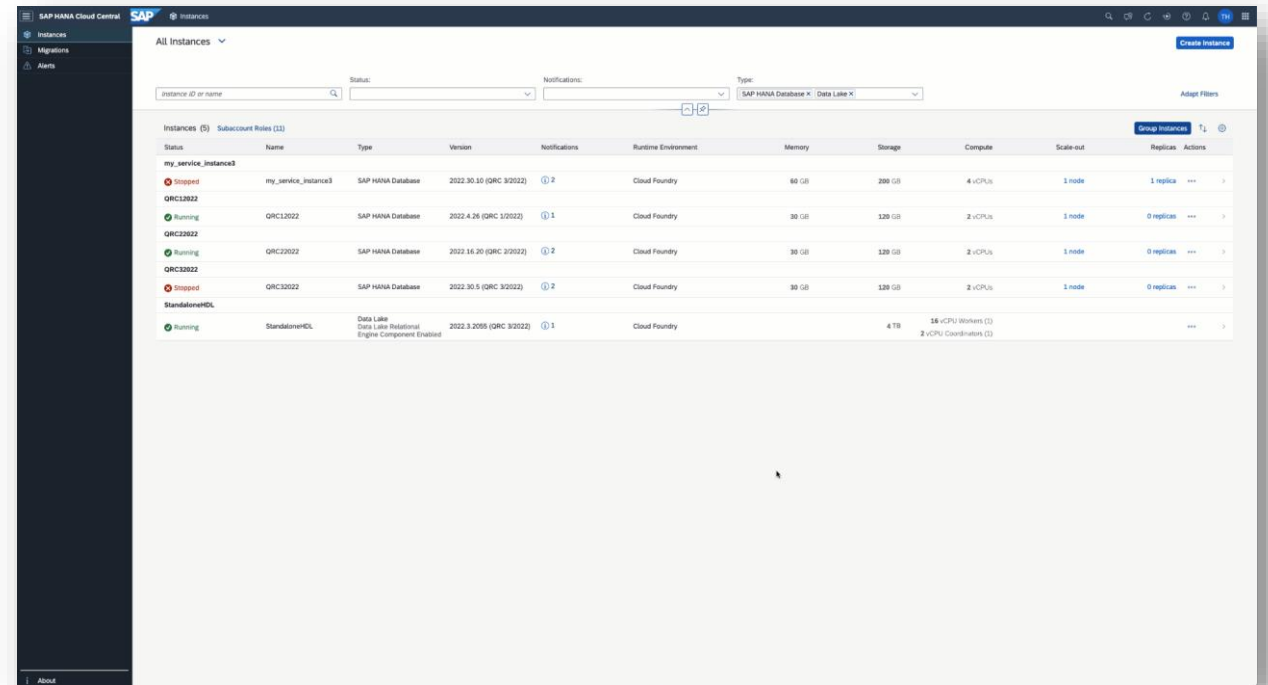 SAP HANA Cloud Central SAP Instances TH
Instances
Migrations
Alerts
All Instances
Create Instance
Status: Notifications: Type:
Instance ID or name SAP HANA Database Data Lake
Adapt Filters
Instances (5) Subaccount Roles (11) Group Instances
Status Name Type Version Notifications Runtime Environment Memory Storage Compute Scale-out Replicas Actions
my_service_instance3
Stopped my_service_instance3 SAP HANA Database 2022.30.10 (QRC 3/2022) 2 Cloud Foundry 60 GB 200 GB 4 vCPUs 1 node 1 replica
QRC12022
Running QRC12022 SAP HANA Database 2022.4.26 (QRC 1/2022) 1 Cloud Foundry 30 GB 120 GB 2 vCPUs 1 node 0 replicas
QRC22022
Running QRC22022 SAP HANA Database 2022.16.20 (QRC 2/2022) 2 Cloud Foundry 30 GB 120 GB 2 vCPUs 1 node 0 replicas
QRC32022
Stopped QRC32022 SAP HANA Database 2022.30.5 (QRC 3/2022) 2 Cloud Foundry 30 GB 120 GB 2 vCPUs 1 node 0 replicas
StandaloneHDL
Running StandaloneHDL Data Lake
Data Lake Relational
Engine Component Enabled 2022.3.2055 (QRC 3/2022) 1 Cloud Foundry 4 TB 16 vCPU Workers (1)
2 vCPU Coordinators (1)
About